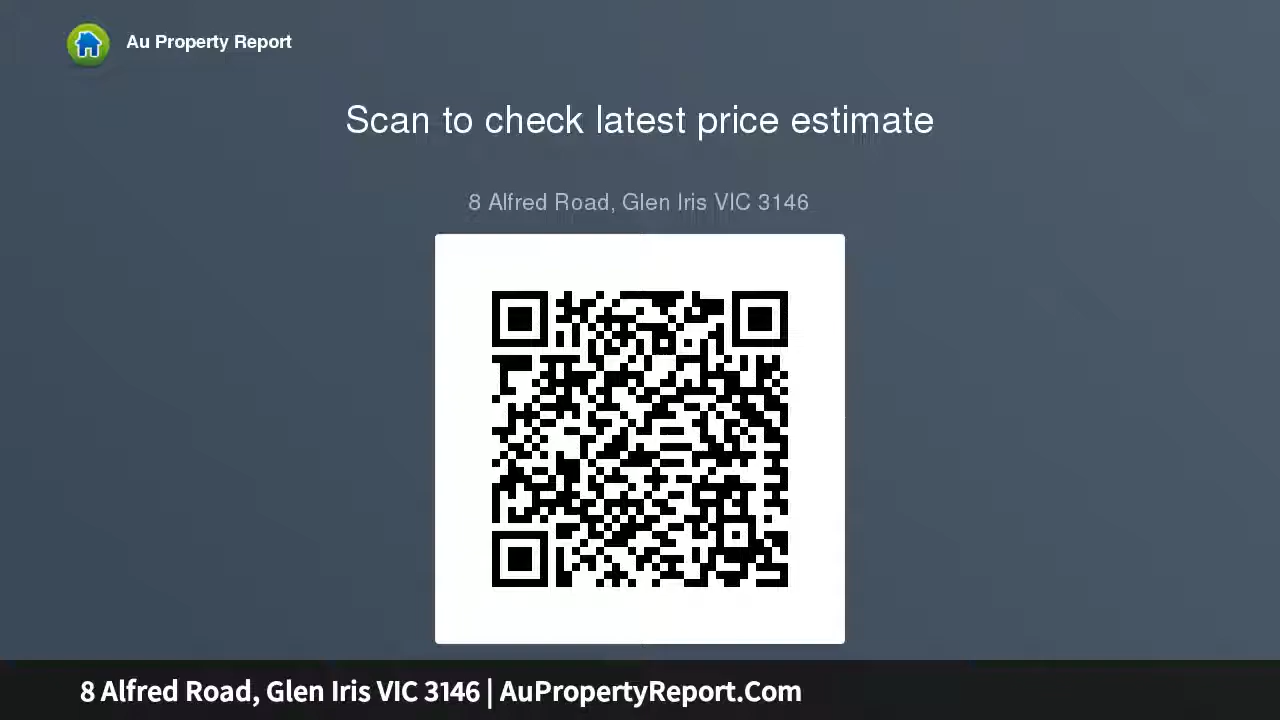 Au Property Report
Scan to check latest price estimate
8 Alfred Road, Glen Iris VIC 3146
8 Alfred Road, Glen Iris VIC 3146 | AuPropertyReport.Com